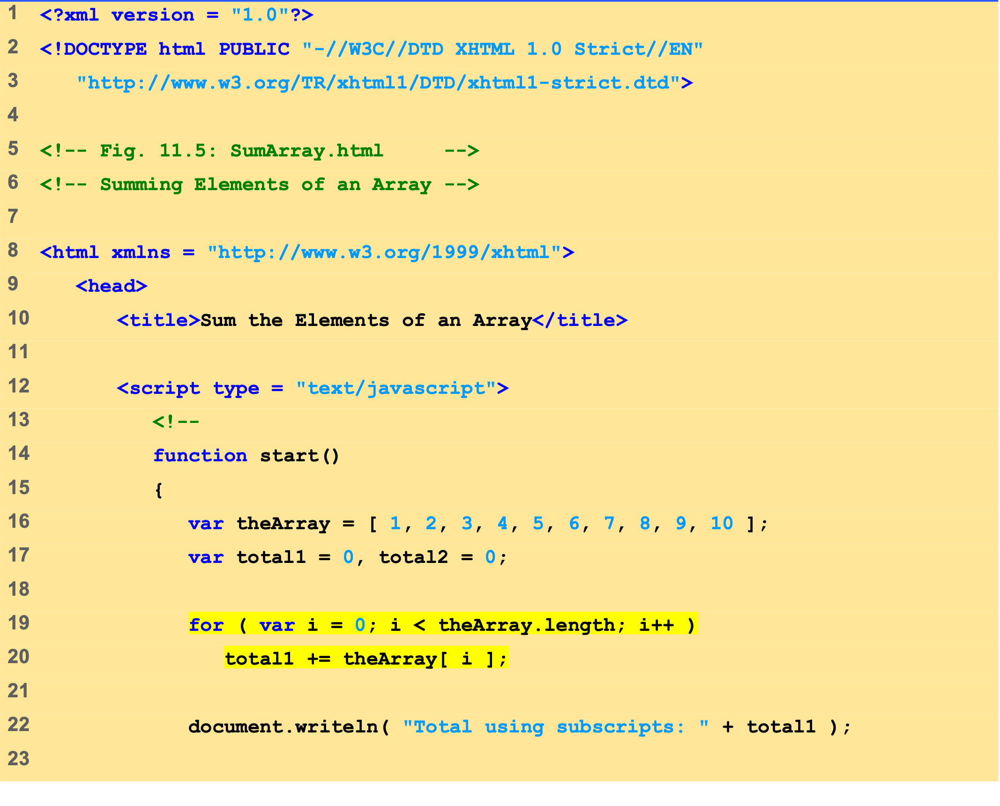 1 <?xml version = "1.0"?>
2 <!DOCTYPE html PUBLIC "-//W3C//DTD XHTML 1.0 Strict//EN"
3 "http://www.w3.org/TR/xhtml1/DTD/xhtml1-strict.dtd">
4
5 <!-- Fig. 11.5: SumArray.html      -->
6 <!-- Summing Elements of an Array -->
7
8 <html xmlns = "http://www.w3.org/1999/xhtml">
9 <head>
10 <title>Sum the Elements of an Array</title>
11
12 <script type = "text/javascript">
13 <!--
14 function start()
15 {
16 var theArray = [ 1, 2, 3, 4, 5, 6, 7, 8, 9, 10 ];
17 var total1 = 0, total2 = 0;
18
19 for ( var i = 0; i < theArray.length; i++ )
20 total1 += theArray[ i ];
21
22 document.writeln( "Total using subscripts: " + total1 );
23